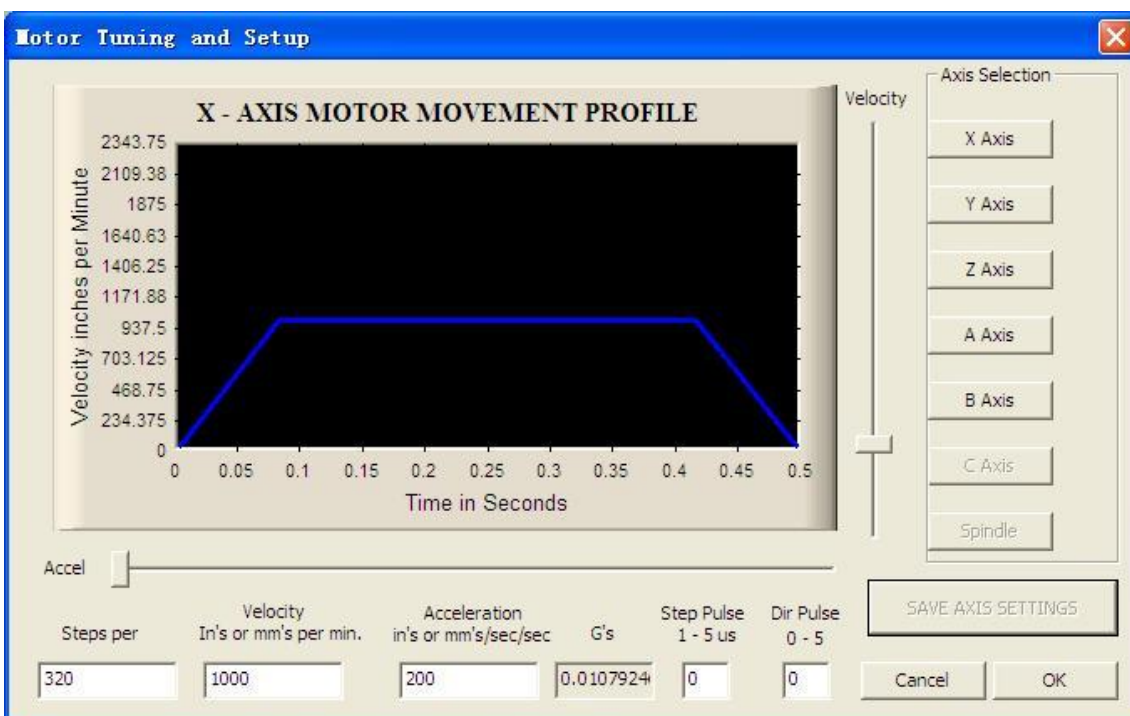 Motor Tuning and Setup
Axis Selection
X - AXIS MOTOR MOVEMENT PROFILE
Velocity
Velocity inches per Minute
2343.75
2109.38
1875
1640.63
1406.25
1171.88
937.5
703.125
468.75
234.375
0
0 0.05 0.1 0.15 0.2 0.25 0.3 0.35 0.4 0.45 0.5
Time in Seconds
X Axis
Y Axis
Z Axis
A Axis
B Axis
C Axis
Spindle
Accel
SAVE AXIS SETTINGS
Steps per
Velocity
In's or mm's per min.
Acceleration
in's or mm's/sec/sec
G's
Step Pulse
1 - 5 us
Dir Pulse
0 - 5
320
1000
200
0.0107924
0
0
Cancel
OK